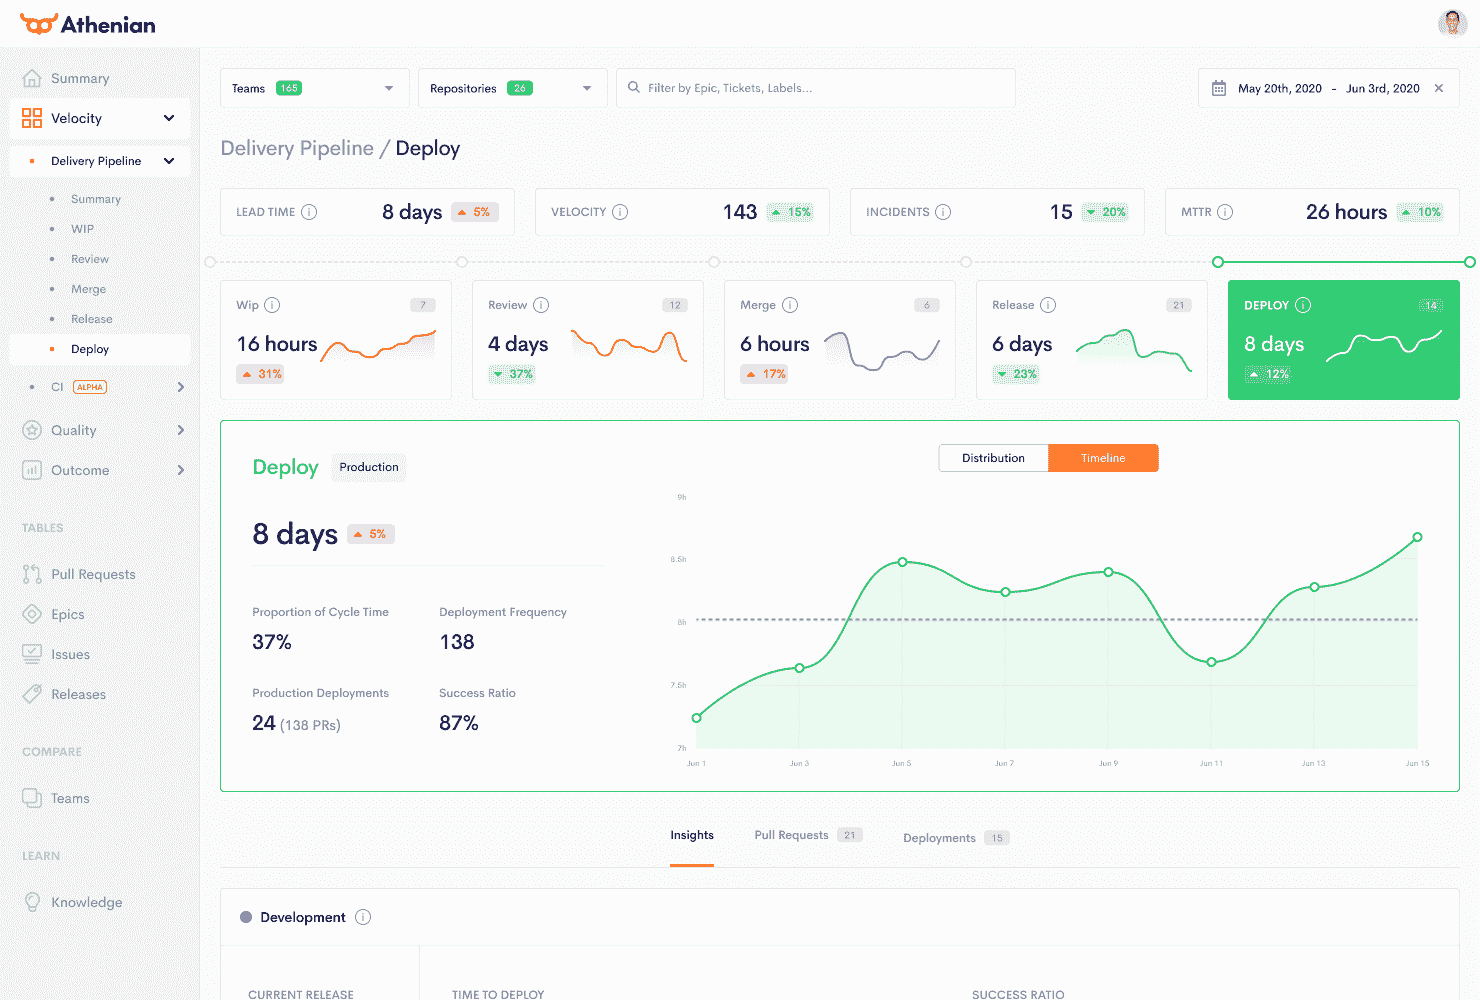 Athenian
Summary
Velocity
Delivery Pipeline
Summary
WIP
Review
Merge
Release
Deploy
CI ALPHA
Quality
Outcome
TABLES
Pull Requests
Epics
Issues
Releases
COMPARE
Teams
LEARN
Knowledge
Teams 165
Repositories 26
Filter by Epic, Tickets, Labels...
May 20th, 2020 - Jun 3rd, 2020
Delivery Pipeline / Deploy
LEAD TIME 8 days 5%
VELOCITY 143 15%
INCIDENTS 15 20%
MTTR 26 hours 10%
Wip 7
16 hours
31%
Review 12
4 days
37%
Merge 6
6 hours
17%
Release 21
6 days
23%
DEPLOY 14
8 days
12%
Deploy Production
8 days 5%
Proportion of Cycle Time
37%
Deployment Frequency
138
Production Deployments
24 (138 PRs)
Success Ratio
87%
Distribution Timeline
9h
8.5h
8h
7.5h
7h
Jun 1 Jun 3 Jun 5 Jun 7 Jun 9 Jun 11 Jun 13 Jun 15
Insights Pull Requests 21 Deployments 15
Development
CURRENT RELEASE TIME TO DEPLOY SUCCESS RATIO